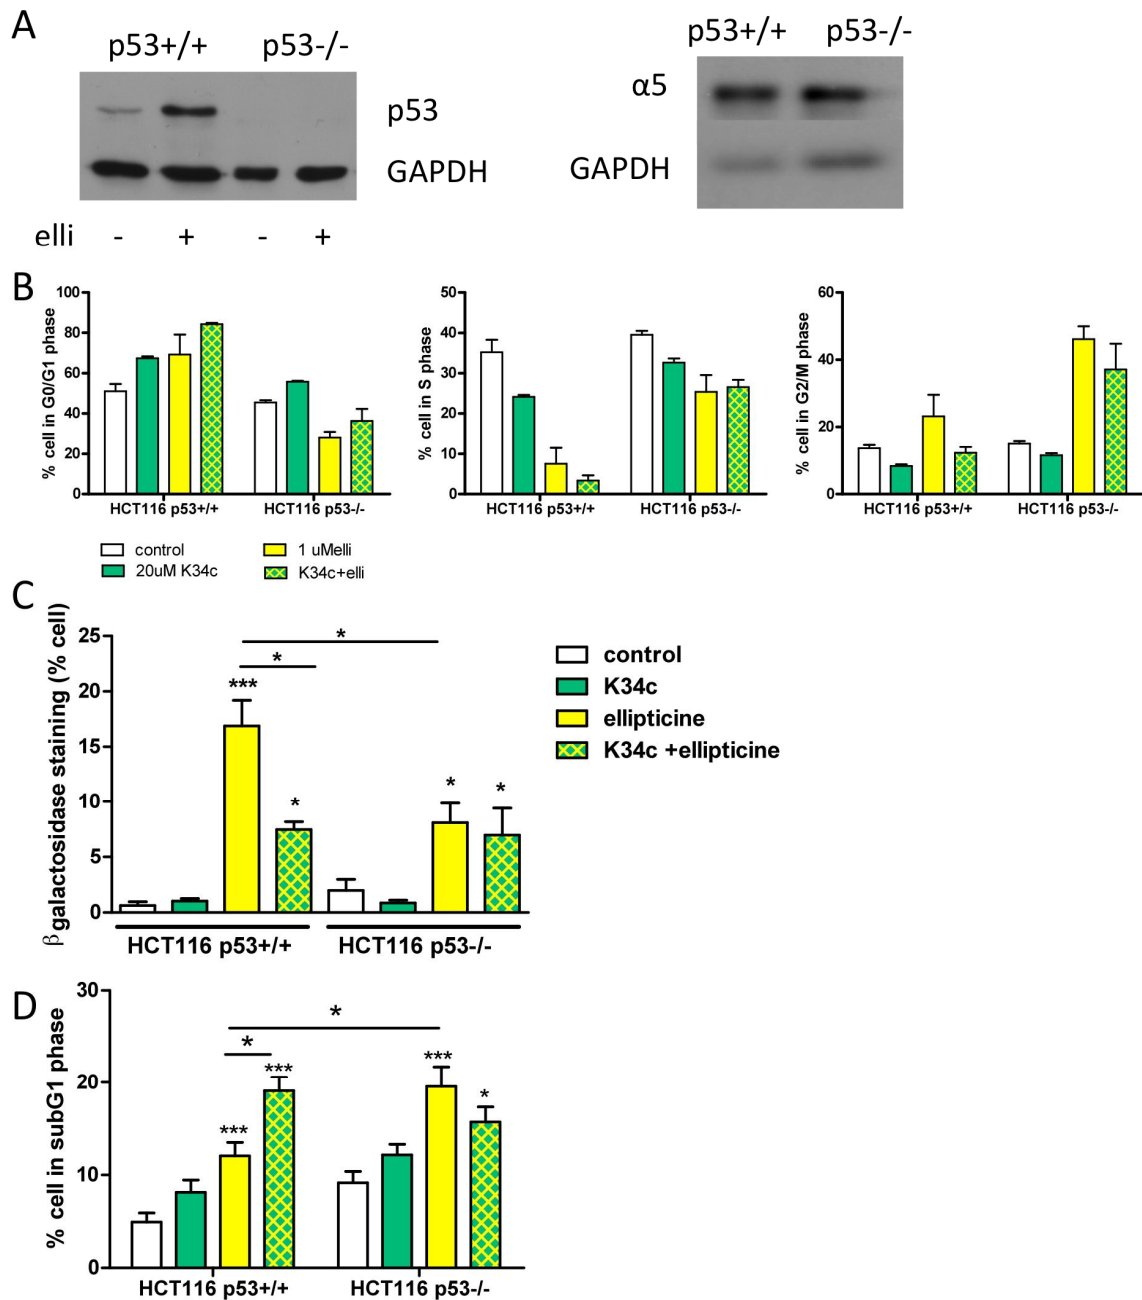 A
p53+/+ p53-/-
p53
GAPDH
elli - + - +
p53+/+ p53-/-
α5
GAPDH
B
% cell in G0/G1 phase
100
80
60
40
20
0
HCT116 p53+/+ HCT116 p53-/-
% cell in S phase
50
40
30
20
10
0
HCT116 p53+/+ HCT116 p53-/-
% cell in G2/M phase
60
40
20
0
HCT116 p53+/+ HCT116 p53-/-
control
20uM K34c
1 uMelli
K34c+elli
C
βgalactosidase staining (% cell)
25
20
15
10
5
0
*
*
***
*
*
*
HCT116 p53+/+ HCT116 p53-/-
control
K34c
ellipticine
K34c +ellipticine
D
% cell in subG1 phase
30
20
10
0
*
*
***
***
***
*
HCT116 p53+/+ HCT116 p53-/-